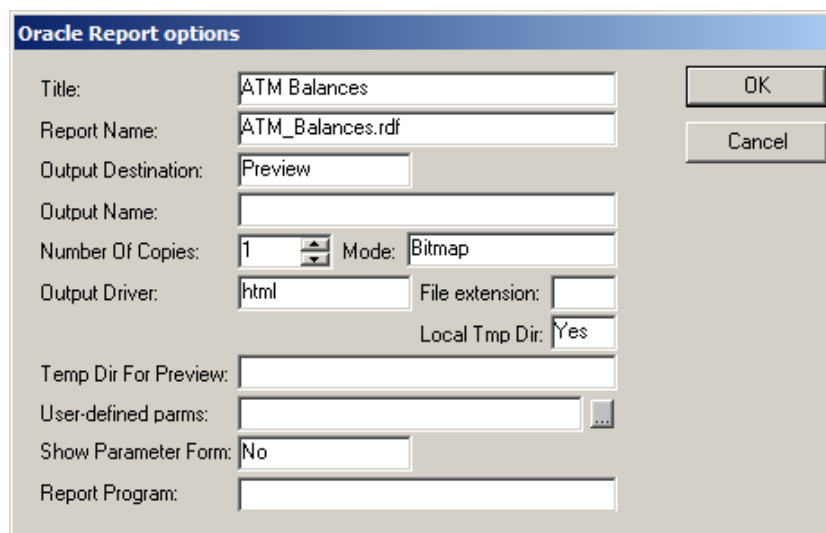 Oracle Report options
Title: ATM Balances
OK
Report Name: ATM_Balances.rdf
Cancel
Output Destination: Preview
Output Name:
Number Of Copies: 1 Mode: Bitmap
Output Driver: html File extension:
Local Tmp Dir: Yes
Temp Dir For Preview:
User-defined parms: ...
Show Parameter Form: No
Report Program: